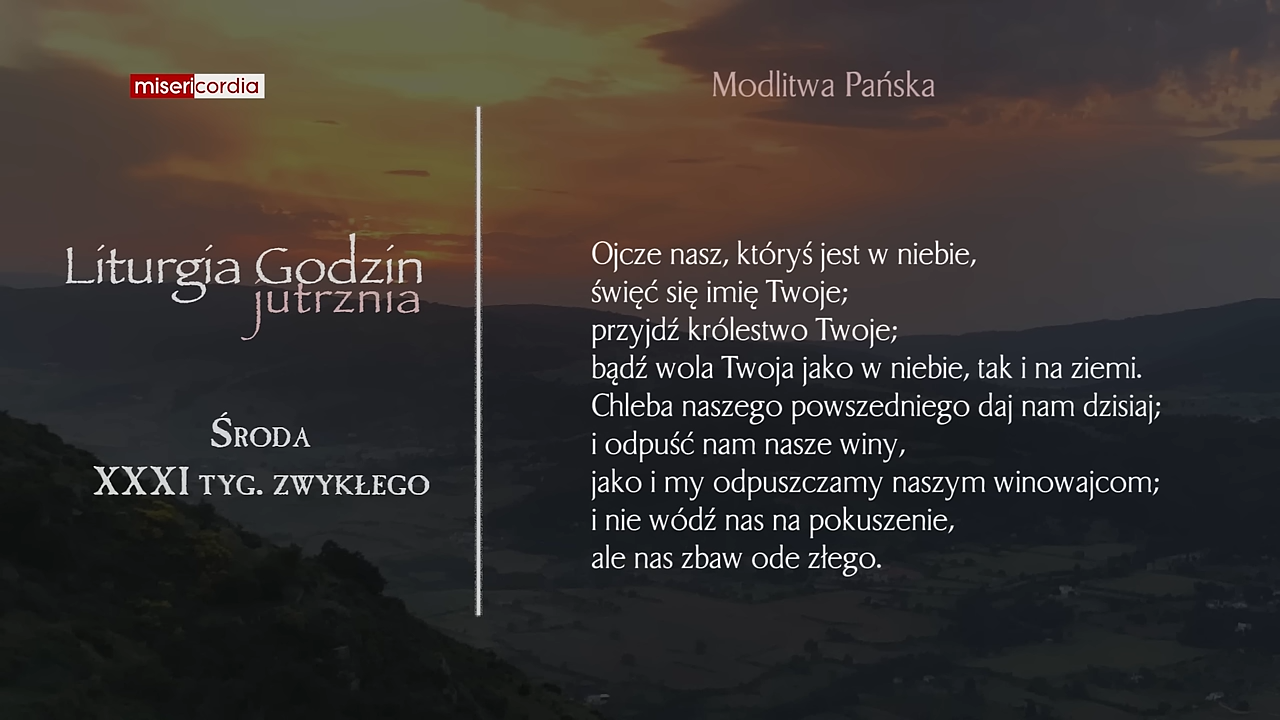 misericordia
Liturgia Godzin
jutrznia
Środa
XXXI tyg. zwykłego
Modlitwa Pańska
Ojcze nasz, któryś jest w niebie,
święć się imię Twoje;
przyjdź królestwo Twoje;
bądź wola Twoja jako w niebie, tak i na ziemi.
Chleba naszego powszedniego daj nam dzisiaj;
i odpuść nam nasze winy,
jako i my odpuszczamy naszym winowajcom;
i nie wódź nas na pokuszenie,
ale nas zbaw ode złego.